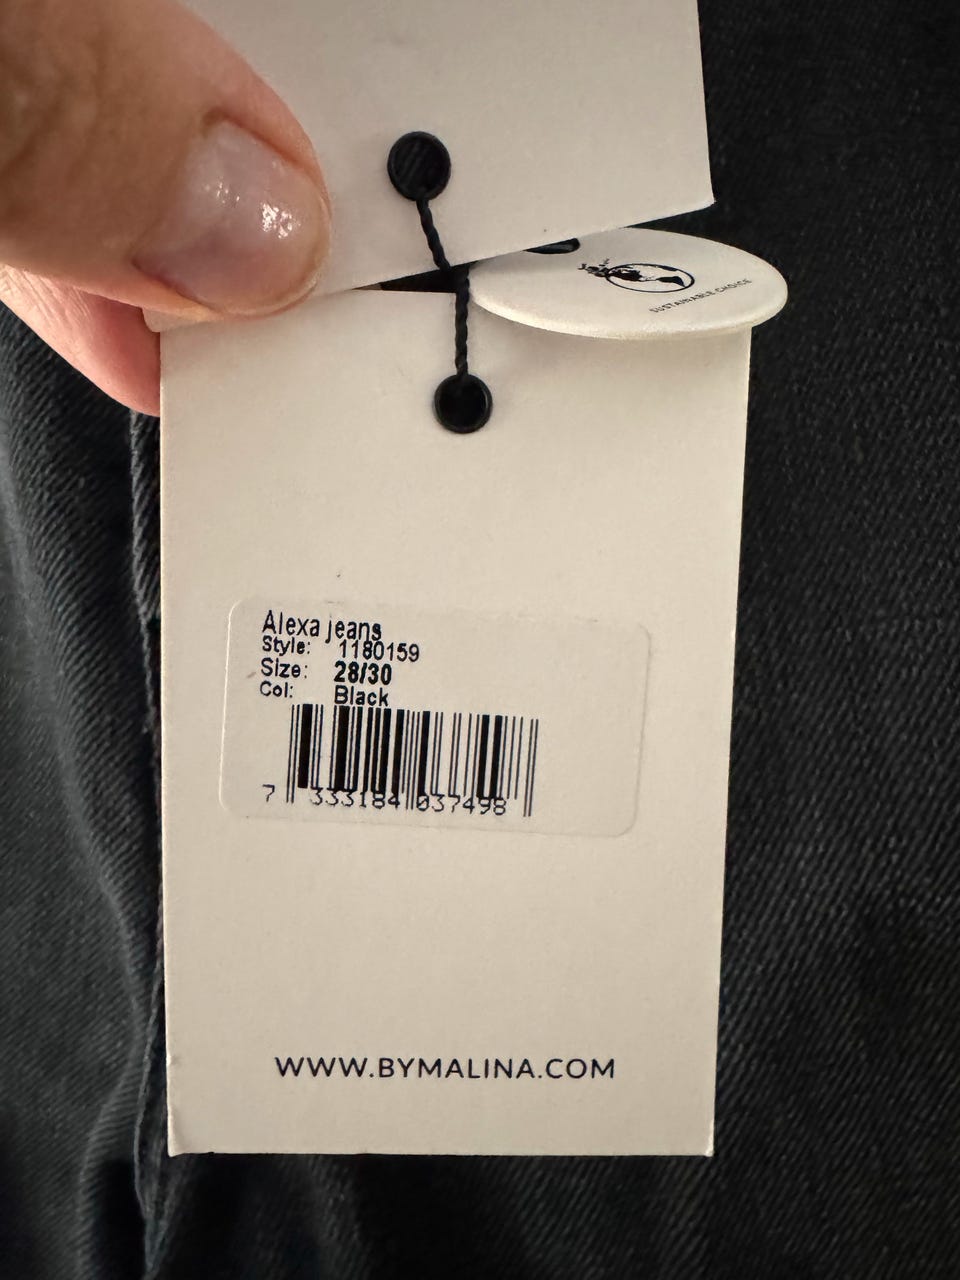 SUSTAINABLE CHOICE
Alexa jeans
Style: 1180159
Size: 28/30
Col: Black
7 333184 037498
WWW.BYMALINA.COM